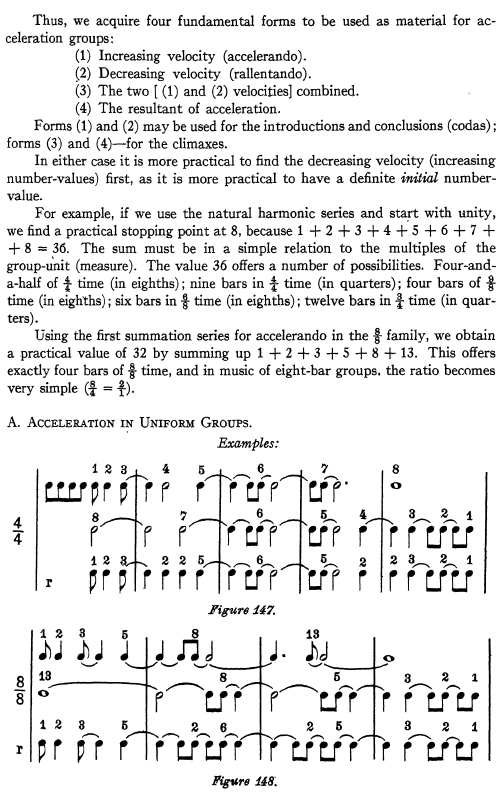 Thus, we acquire four fundamental forms to be used as material for ac-
celeration groups:
(1) Increasing velocity (accelerando).
(2) Decreasing velocity (rallentando).
(3) The two [ (1) and (2) velocities] combined.
(4) The resultant of acceleration.
Forms (1) and (2) may be used for the introductions and conclusions (codas);
forms (3) and (4)—for the climaxes.
In either case it is more practical to find the decreasing velocity (increasing
number-values) first, as it is more practical to have a definite initial number-
value.
For example, if we use the natural harmonic series and start with unity,
we find a practical stopping point at 8, because 1 + 2 + 3 + 4 + 5 + 6 + 7 +
+ 8 = 36. The sum must be in a simple relation to the multiples of the
group-unit (measure). The value 36 offers a number of possibilities. Four-and-
a-half of 4/4 time (in eighths); nine bars in 4/4 time (in quarters); four bars of 9/8
time (in eighths); six bars in 6/8 time (in eighths); twelve bars in 3/4 time (in quar-
ters).
Using the first summation series for accelerando in the 8/8 family, we obtain
a practical value of 32 by summing up 1 + 2 + 3 + 5 + 8 + 13. This offers
exactly four bars of 8/8 time, and in music of eight-bar groups, the ratio becomes
very simple (8/4 = 2/1).
A. ACCELERATION IN UNIFORM GROUPS.
Examples:
1 2 3 4 5 6 7 8
4/4
8 7 6 5 4 3 2 1
r 1 2 3 2 2 5 6 5 2 2 3 2 1
Figure 147.
1 2 3 5 8 13
8/8
13 8 5 3 2 1
r 1 2 3 5 2 6 2 5 3 2 1
Figure 148.